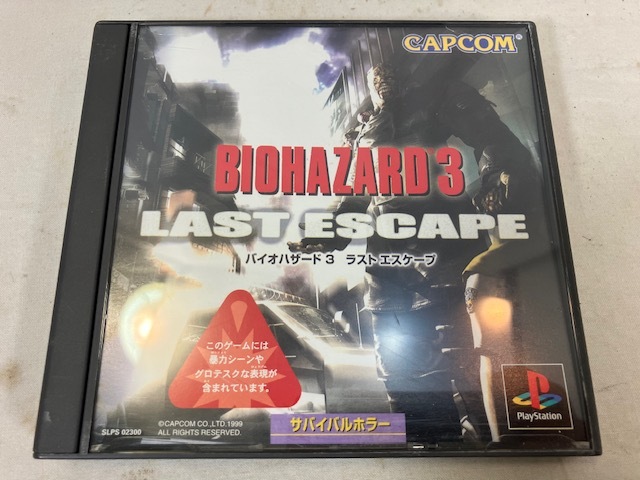 CAPCOM
BIOHAZARD 3
LAST ESCAPE
バイオハザード 3 ラスト エスケープ
このゲームには
暴力シーンや
グロテスクな表現が
含まれています。
©CAPCOM CO.,LTD.1999
ALL RIGHTS RESERVED.
SLPS 02300
サバイバルホラー
PlayStation